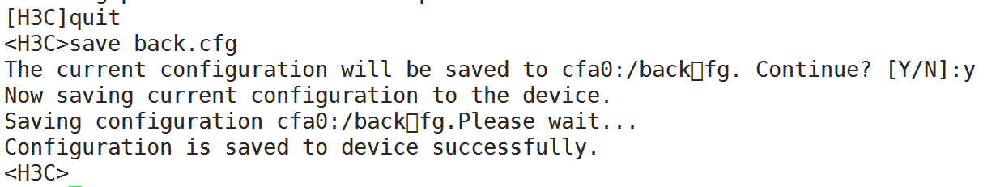 [H3C]quit
<H3C>save back.cfg
The current configuration will be saved to cfa0:/back□fg. Continue? [Y/N]:y
Now saving current configuration to the device.
Saving configuration cfa0:/back□fg.Please wait...
Configuration is saved to device successfully.
<H3C>